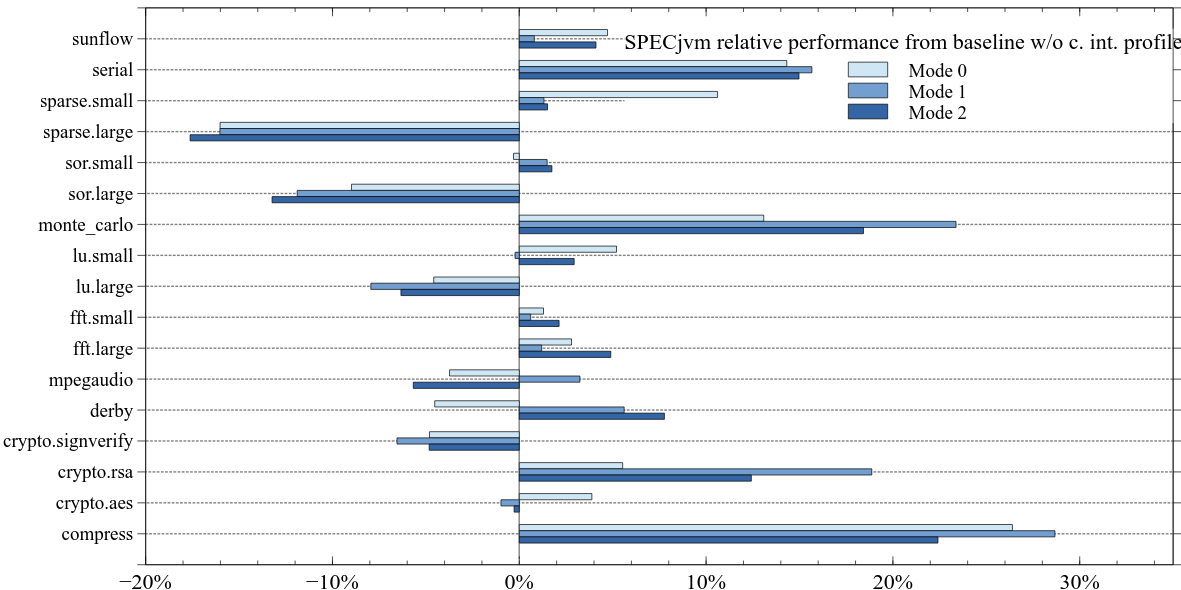 sunflow
SPECjvm relative performance from baseline w/o c. int. profile
serial
Mode 0
Mode 1
sparse.small
Mode 2
sparse.large
sor.small
sor.large
monte_carlo
lu.small
lu.large
fft.small
fft.large
mpegaudio
derby
crypto.signverify
crypto.rsa
crypto.aes
compress
−20% −10% 0% 10% 20% 30%